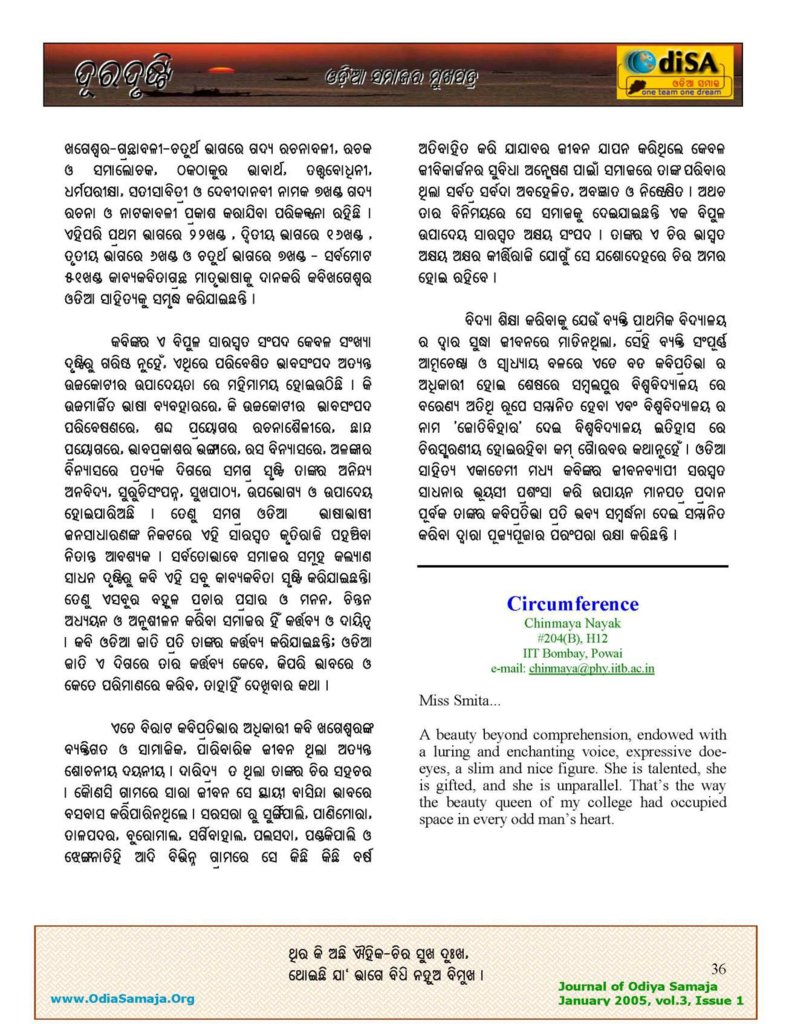 ଦୂରଦୃଷ୍ଟି
ଓଡ଼ିଆ ସମାଜର ମୁଖପତ୍ର
OdiSA
ଓଡିଆ ସମାଜ
one team one dream
ଖଗେଶ୍ୱର-ଗ୍ରନ୍ଥାବଳୀ-ଚତୁର୍ଥ ଭାଗରେ ଗଦ୍ୟ ରଚନାବଳୀ, ରଚକ
ଓ ସମାଲୋଚକ, ଠକଠାକୁର ଭାବାର୍ଥ, ତତ୍ତ୍ୱବୋଧିନୀ,
ଧର୍ମପରୀକ୍ଷା, ସତୀସାବିତ୍ରୀ ଓ ଦେବୀଦାନବୀ ନାମକ ୭ଖଣ୍ଡ ଗଦ୍ୟ
ରଚନା ଓ ନାଟକାବଳୀ ପ୍ରକାଶ କରାଯିବା ପରିକଳ୍ପନା ରହିଛି ।
ଏହିପରି ପ୍ରଥମ ଭାଗରେ ୨୨ଖଣ୍ଡ , ଦ୍ୱିତୀୟ ଭାଗରେ ୧୬ଖଣ୍ଡ ,
ତୃତୀୟ ଭାଗରେ ୬ଖଣ୍ଡ ଓ ଚତୁର୍ଥ ଭାଗରେ ୭ଖଣ୍ଡ – ସର୍ବମୋଟ
୫୧ଖଣ୍ଡ କାବ୍ୟକବିତାଗ୍ରନ୍ଥ ମାତୃଭାଷାକୁ ଦାନକରି କବିଖଗେଶ୍ୱର
ଓଡିଆ ସାହିତ୍ୟକୁ ସମୃଦ୍ଧ କରିଯାଇଛନ୍ତି ।
କବିଙ୍କର ଏ ବିପୁଳ ସାରସ୍ୱତ ସଂପଦ କେବଳ ସଂଖ୍ୟା
ଦୃଷ୍ଟିରୁ ଗରିଷ୍ଠ ନୁହେଁ, ଏଥିରେ ପରିବେଷିତ ଭାବସଂପଦ ଅତ୍ୟନ୍ତ
ଉଚ୍ଚକୋଟୀର ଉପାଦେୟତା ରେ ମହିମାମୟ ହୋଇଉଠିଛି । କି
ଉଚ୍ଚମାର୍ଜିତ ଭାଷା ବ୍ୟବହାରରେ, କି ଉଚ୍ଚକୋଟୀର ଭାବସଂପଦ
ପରିବେଷଣରେ, ଶବ୍ଦ ପ୍ରୟୋଗର ରଚନାଶୈଳୀରେ, ଛାନ୍ଦ
ପ୍ରୟୋଗରେ, ଭାବପ୍ରକାଶର ଭଙ୍ଗୀରେ, ରସ ବିନ୍ୟାସରେ, ଅଳଙ୍କାର
ବିନ୍ୟାସରେ ପ୍ରତ୍ୟକ ଦିଗରେ ସମଗ୍ର ସୃଷ୍ଟି ତାଙ୍କର ଅନିନ୍ଦ୍ୟ
ଅନବଦ୍ୟ, ସୁରୁଚିସଂପନ୍ନ, ସୁଖପାଠ୍ୟ, ଉପଭୋଗ୍ୟ ଓ ଉପାଦେୟ
ହୋଇପାରିଅଛି । ତେଣୁ ସମଗ୍ର ଓଡିଆ ଭାଷାଭାଷୀ
ଜନସାଧାରଣଙ୍କ ନିକଟରେ ଏହି ସାରସ୍ୱତ କୃତିରାଜି ପହଞ୍ଚିବା
ନିତାନ୍ତ ଆବଶ୍ୟକ । ସର୍ବତୋଭାବେ ସମାଜର ସମୂହ କଲ୍ୟାଣ
ସାଧନ ଦୃଷ୍ଟିରୁ କବି ଏହି ସବୁ କାବ୍ୟକବିତା ସୃଷ୍ଟି କରିଯାଇଛନ୍ତି।
ତେଣୁ ଏସବୁର ବହୁଳ ପ୍ରଚାର ପ୍ରସାର ଓ ମନନ, ଚିନ୍ତନ
ଅଧ୍ୟୟନ ଓ ଅନୁଶୀଳନ କରିବା ସମାଜର ହିଁ କର୍ତ୍ତବ୍ୟ ଓ ଦାୟିତ୍ୱ
। କବି ଓଡିଆ ଜାତି ପ୍ରତି ତାଙ୍କର କର୍ତ୍ତବ୍ୟ କରିଯାଇଛନ୍ତି; ଓଡିଆ
ଜାତି ଏ ଦିଗରେ ତାର କର୍ତ୍ତବ୍ୟ କେବେ, କିପରି ଭାବରେ ଓ
କେତେ ପରିମାଣରେ କରିବ, ତାହାହିଁ ଦେଖିବାର କଥା ।
ଏତେ ବିରାଟ କବିପ୍ରତିଭାର ଅଧିକାରୀ କବି ଖଗେଶ୍ୱରଙ୍କ
ବ୍ୟକ୍ତିଗତ ଓ ସାମାଜିକ, ପାରିବାରିକ ଜୀବନ ଥିଲା ଅତ୍ୟନ୍ତ
ଶୋଚନୀୟ ଦୟନୀୟ । ଦାରିଦ୍ର୍ୟ ତ ଥିଲା ତାଙ୍କର ଚିର ସହଚର
। କୌଣସି ଗ୍ରାମରେ ସାରା ଜୀବନ ସେ ସ୍ଥାୟୀ ବାସିନ୍ଦା ଭାବରେ
ବସବାସ କରିପାରିନଥିଲେ । ସରସରା ରୁ ସୁର୍ଙ୍ଗିପାଲି, ପାଣିମୋରା,
ତାଳପଦର, ବୁରୋମାଲ, ସର୍ଗିବାହାଲ, ପଲସଦା, ପଣ୍ଡକିପାଲି ଓ
ଝେଙ୍ଗନାଡିହି ଆଦି ବିଭିନ୍ନ ଗ୍ରାମରେ ସେ କିଛି କିଛି ବର୍ଷ
ଅତିବାହିତ କରି ଯାଯାବର ଜୀବନ ଯାପନ କରିଥିଲେ କେବଳ
ଜୀବିକାର୍ଜନର ସୁବିଧା ଅନ୍ୱେଷଣ ପାଇଁ। ସମାଜରେ ତାଙ୍କ ପରିବାର
ଥିଲା ସର୍ବତ୍ର ସର୍ବଦା ଅବହେଳିତ, ଅବଜ୍ଞାତ ଓ ନିଷ୍ପେଷିତ । ଅଥଚ
ତାର ବିନିମୟରେ ସେ ସମାଜକୁ ଦେଇଯାଇଛନ୍ତି ଏକ ବିପୁଳ
ଉପାଦେୟ ସାରସ୍ୱତ ଅକ୍ଷୟ ସଂପଦ । ତାଙ୍କର ଏ ଚିର ଭାସ୍ୱତ
ଅକ୍ଷୟ ଅକ୍ଷର କୀର୍ତ୍ତିରାଜି ଯୋଗୁଁ ସେ ଯଶୋଦେହରେ ଚିର ଅମର
ହୋଇ ରହିବେ ।
ବିଦ୍ୟା ଶିକ୍ଷା କରିବାକୁ ଯେଉଁ ବ୍ୟକ୍ତି ପ୍ରାଥମିକ ବିଦ୍ୟାଳୟ
ର ଦ୍ୱାର ସୁଦ୍ଧା ଜୀବନରେ ମାଡିନଥିଲା, ସେହି ବ୍ୟକ୍ତି ସଂପୂର୍ଣ୍ଣ
ଆତ୍ମଚେଷ୍ଟା ଓ ସ୍ୱାଧ୍ୟାୟ ବଳରେ ଏତେ ବଡ କବିପ୍ରତିଭା ର
ଅଧିକାରୀ ହୋଇ ଶେଷରେ ସମ୍ବଲପୁର ବିଶ୍ୱବିଦ୍ୟାଳୟ ରେ
ବରେଣ୍ୟ ଅତିଥି ରୂପେ ସମ୍ମାନିତ ହେବା ଏବଂ ବିଶ୍ୱବିଦ୍ୟାଳୟ ର
ନାମ 'ଜ୍ୟୋତିବିହାର' ଦେଇ ବିଶ୍ୱବିଦ୍ୟାଳୟ ଇତିହାସ ରେ
ଚିରସ୍ମରଣୀୟ ହୋଇରହିବା କମ୍ ଗୌରବର କଥାନୁହେଁ । ଓଡିଆ
ସାହିତ୍ୟ ଏକାଡେମୀ ମଧ୍ୟ କବିଙ୍କର ଜୀବନବ୍ୟାପୀ ସରସ୍ୱତ
ସାଧନାର ଭୂୟସୀ ପ୍ରଶଂସା କରି ଉପାୟନ ମାନପତ୍ର ପ୍ରଦାନ
ପୂର୍ବକ ତାଙ୍କର କବିପ୍ରତିଭା ପ୍ରତି ଭବ୍ୟ ସମ୍ବର୍ଦ୍ଧନା ଦେଇ ସମ୍ମାନିତ
କରିବା ଦ୍ୱାରା ପୂଜ୍ୟପୂଜାର ପରଂପରା ରକ୍ଷା କରିଛନ୍ତି ।
Circumference
Chinmaya Nayak
#204(B), H12
IIT Bombay, Powai
e-mail: chinmaya@phy.iitb.ac.in
Miss Smita...
A beauty beyond comprehension, endowed with
a luring and enchanting voice, expressive doe-
eyes, a slim and nice figure. She is talented, she
is gifted, and she is unparallel. That's the way
the beauty queen of my college had occupied
space in every odd man's heart.
ଥିର କି ଅଛି ଐହିକ-ଚିର ସୁଖ ଦୁଃଖ,
ଥୋଇଛି ଯା' ଭାଗେ ବିଧି ନହୁଅ ବିମୁଖ ।
36
www.OdiaSamaja.Org
Journal of Odiya Samaja
January 2005, vol.3, Issue 1